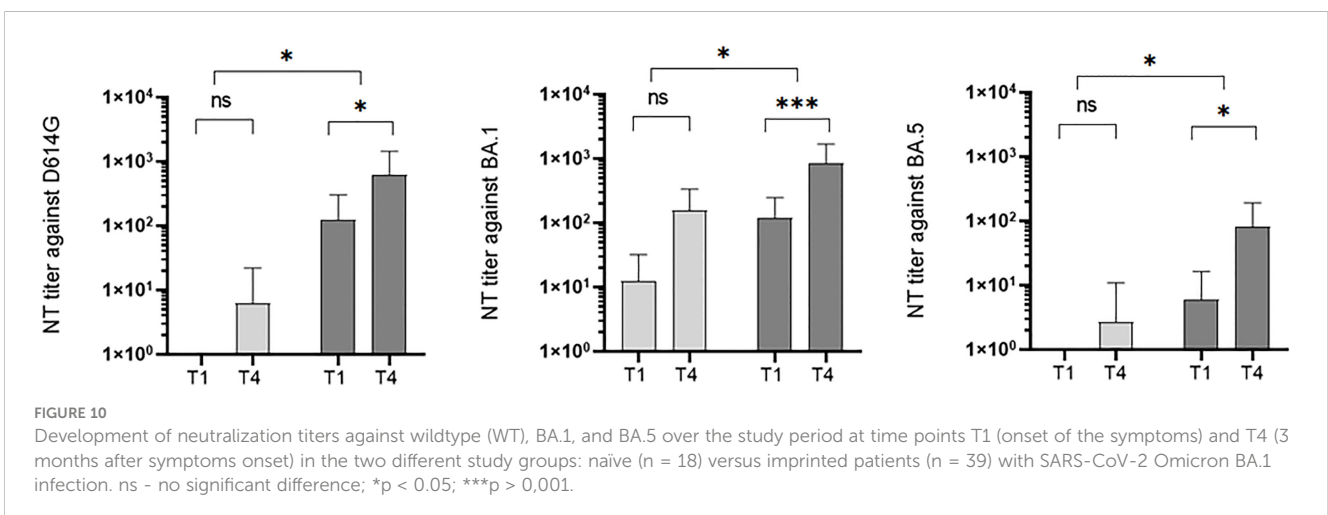 *
ns
*
1×10⁴
1×10³
1×10²
1×10¹
1×10⁰
NT titer against D614G
T1 T4 T1 T4
*
ns
***
1×10⁴
1×10³
1×10²
1×10¹
1×10⁰
NT titer against BA.1
T1 T4 T1 T4
*
ns
*
1×10⁴
1×10³
1×10²
1×10¹
1×10⁰
NT titer against BA.5
T1 T4 T1 T4
FIGURE 10
Development of neutralization titers against wildtype (WT), BA.1, and BA.5 over the study period at time points T1 (onset of the symptoms) and T4 (3
months after symptoms onset) in the two different study groups: naïve (n = 18) versus imprinted patients (n = 39) with SARS-CoV-2 Omicron BA.1
infection. ns - no significant difference; *p < 0.05; ***p > 0,001.